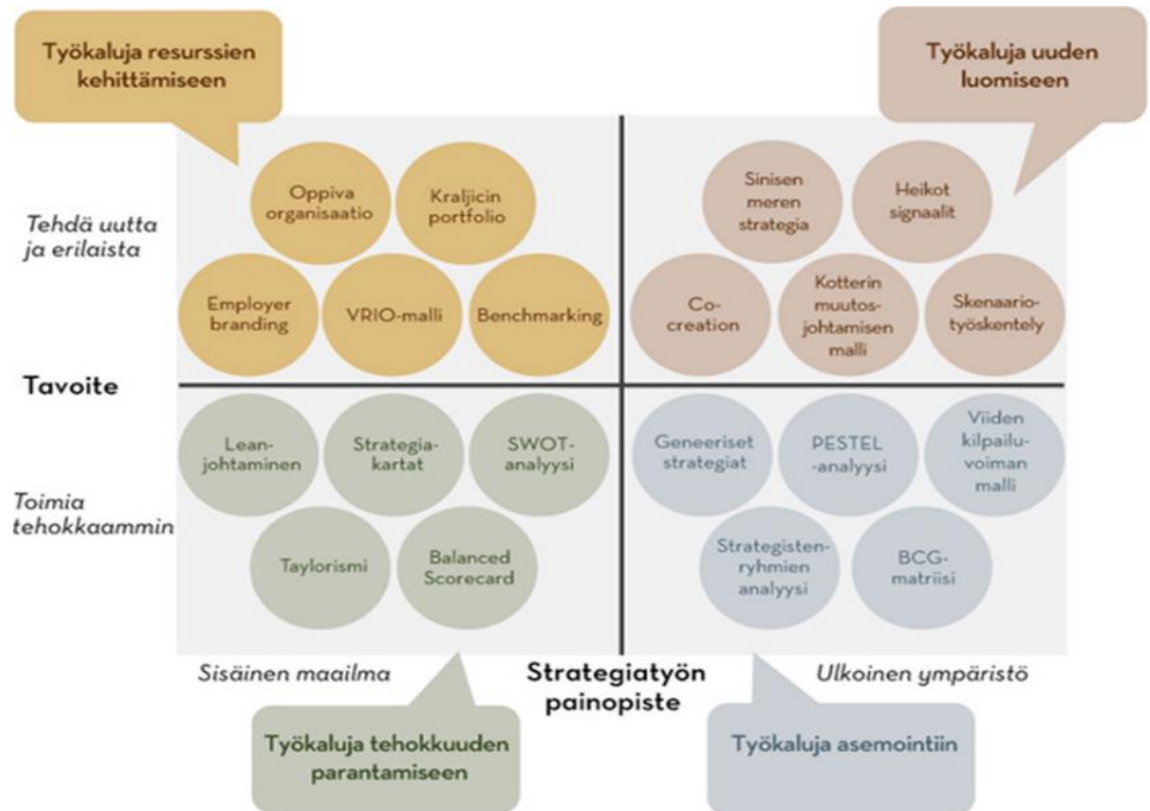 Työkaluja resurssien
kehittämiseen
Työkaluja uuden
luomiseen
Tehdä uutta
ja erilaista
Oppiva
organisaatio
Kraljicin
portfolio
Sinisen
meren
strategia
Heikot
signaalit
Employer
branding
VRIO-malli
Benchmarking
Co-
creation
Kotterin
muutos-
johtamisen
malli
Skenaario-
työskentely
Tavoite
Toimia
tehokkaammin
Lean-
johtaminen
Strategia-
kartat
SWOT-
analyysi
Geneeriset
strategiat
PESTEL
-analyysi
Viiden
kilpailu-
voiman
malli
Taylorismi
Balanced
Scorecard
Strategisten-
ryhmien
analyysi
BCG-
matriisi
Sisäinen maailma
Strategiatyön
painopiste
Ulkoinen ympäristö
Työkaluja tehokkuuden
parantamiseen
Työkaluja asemointiin